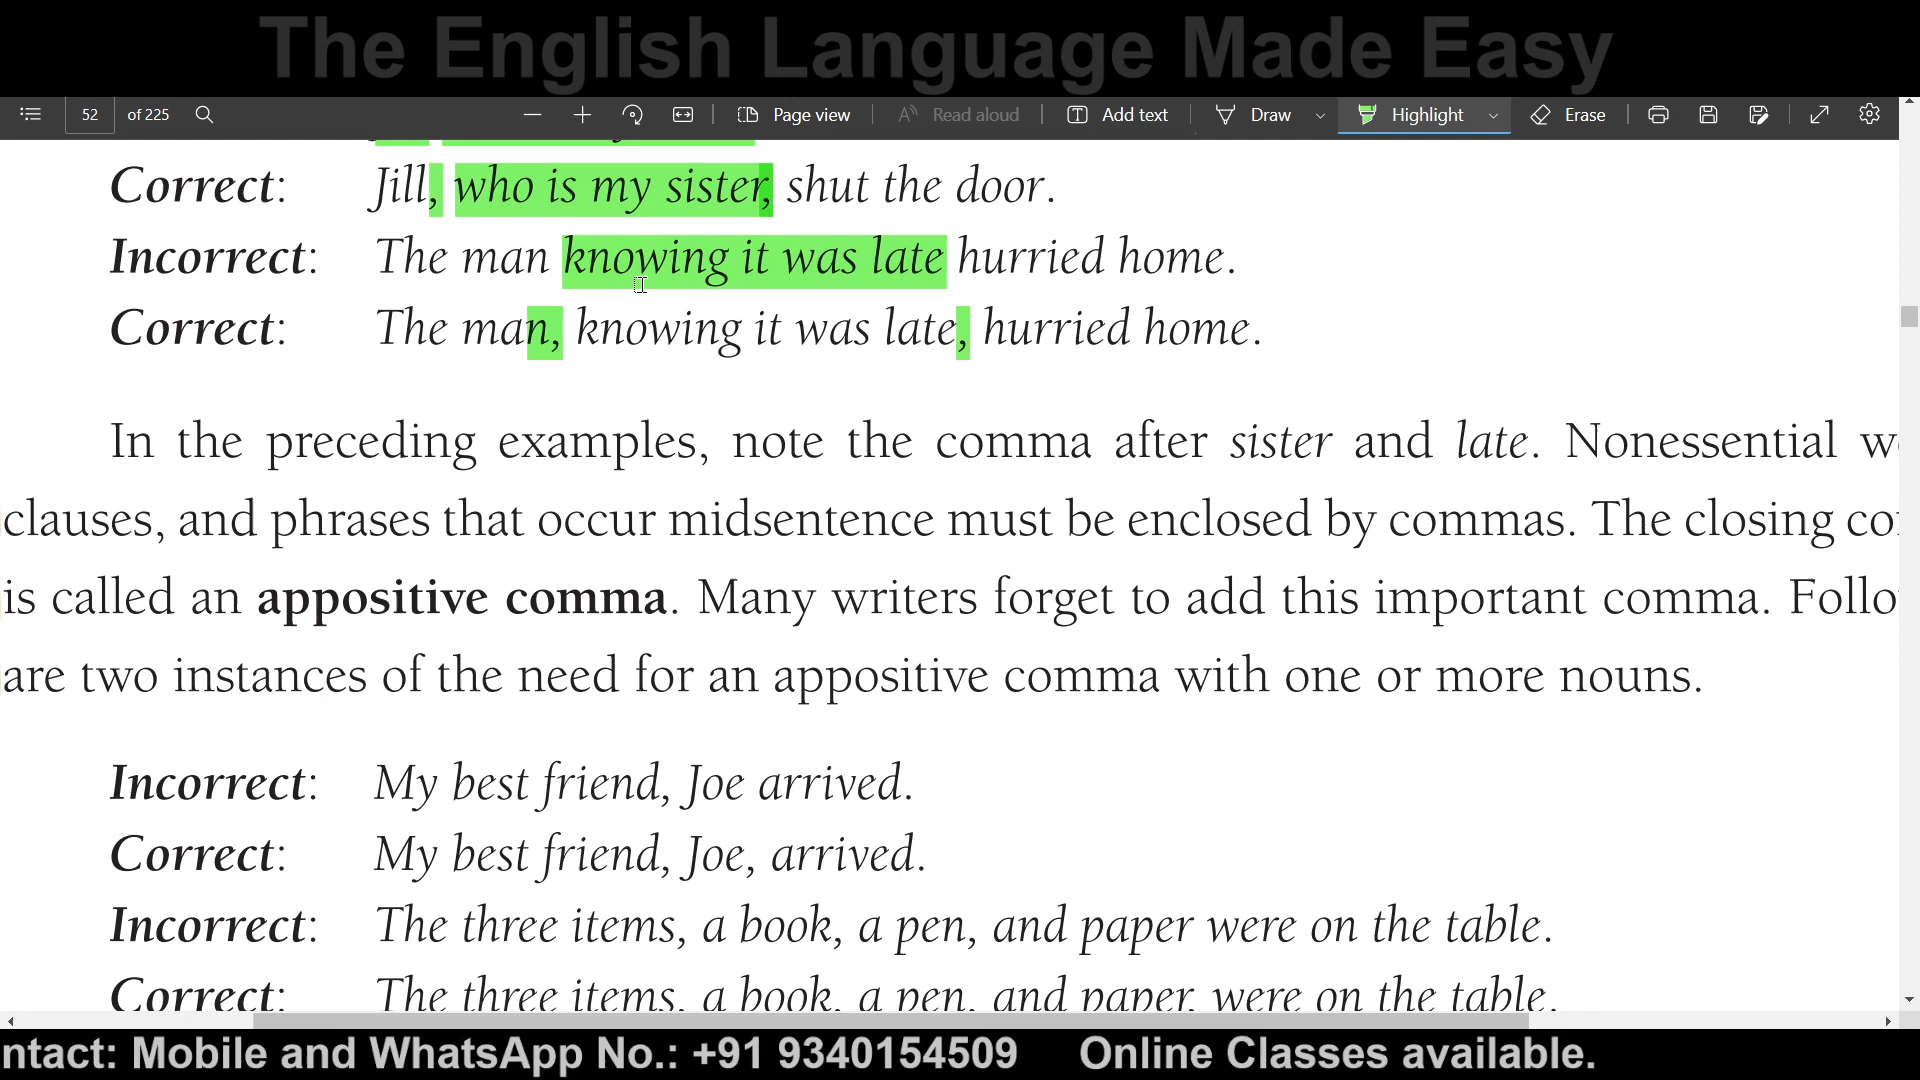 The English Language Made Easy
52 of 225 Page view Read aloud Add text Draw Highlight Erase
Correct: Jill, who is my sister, shut the door.
Incorrect: The man knowing it was late hurried home.
Correct: The man, knowing it was late, hurried home.
In the preceding examples, note the comma after sister and late. Nonessential
clauses, and phrases that occur midsentence must be enclosed by commas. The closing
is called an appositive comma. Many writers forget to add this important comma.
are two instances of the need for an appositive comma with one or more nouns.
Incorrect: My best friend, Joe arrived.
Correct: My best friend, Joe, arrived.
Incorrect: The three items, a book, a pen, and paper were on the table.
Correct: The three items, a book, a pen, and paper, were on the table.
ntact: Mobile and WhatsApp No.: +91 9340154509 Online Classes available.